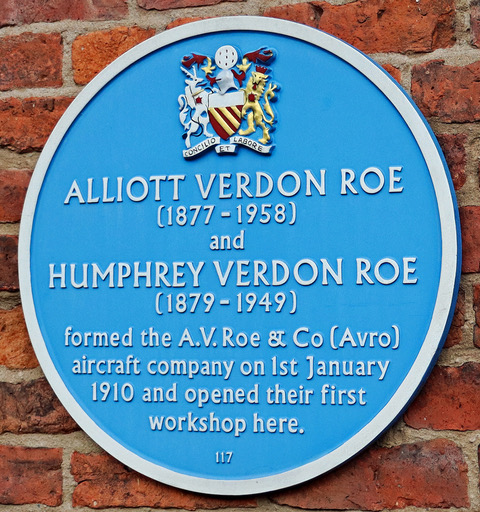 CONCILIO ET LABORE
ALLIOTT VERDON ROE
(1877-1958)
and
HUMPHREY VERDON ROE
(1879-1949)
formed the A.V. Roe & Co (Avro)
aircraft company on 1st January
1910 and opened their first
workshop here.
117